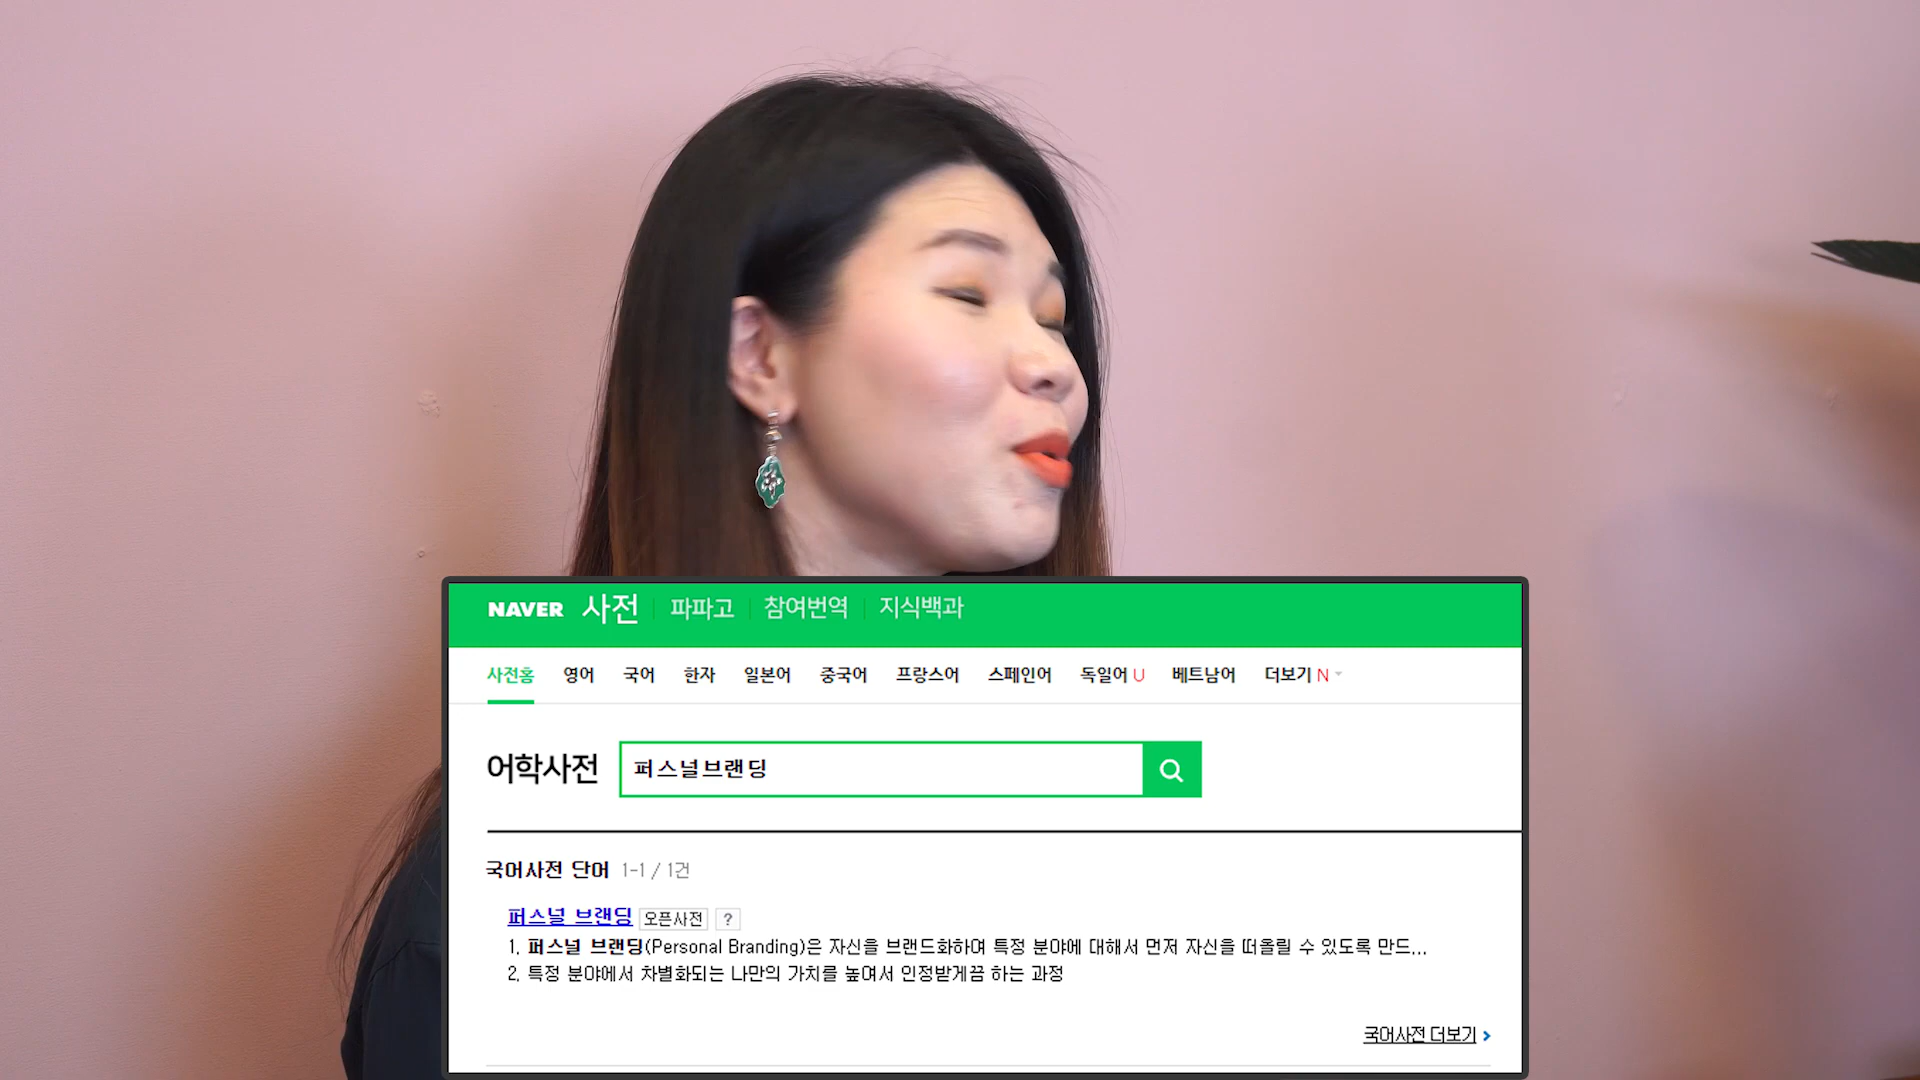 NAVER 사전 파파고 참여번역 지식백과
사전홈 영어 국어 한자 일본어 중국어 프랑스어 스페인어 독일어 U 베트남어 더보기 N
어학사전 퍼스널브랜딩
국어사전 단어 1-1 / 1건
퍼스널 브랜딩 오픈사전 ?
1. 퍼스널 브랜딩(Personal Branding)은 자신을 브랜드화하여 특정 분야에 대해서 먼저 자신을 떠올릴 수 있도록 만드...
2. 특정 분야에서 차별화되는 나만의 가치를 높여서 인정받게끔 하는 과정
국어사전 더보기